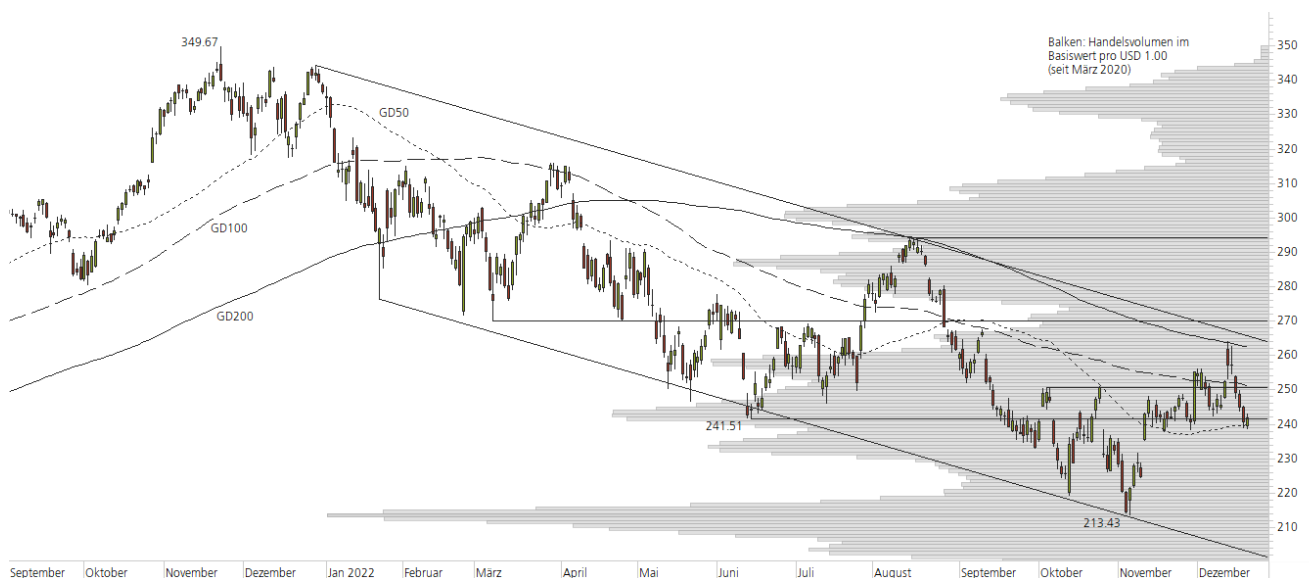 349.67
GD50
GD100
GD200
241.51
213.43
Balken: Handelsvolumen im
Basiswert pro USD 1.00
(seit März 2020)
350
340
330
320
310
300
290
280
270
260
250
240
230
220
210
September Oktober November Dezember Jan 2022 Februar März April Mai Juni Juli August September Oktober November Dezember